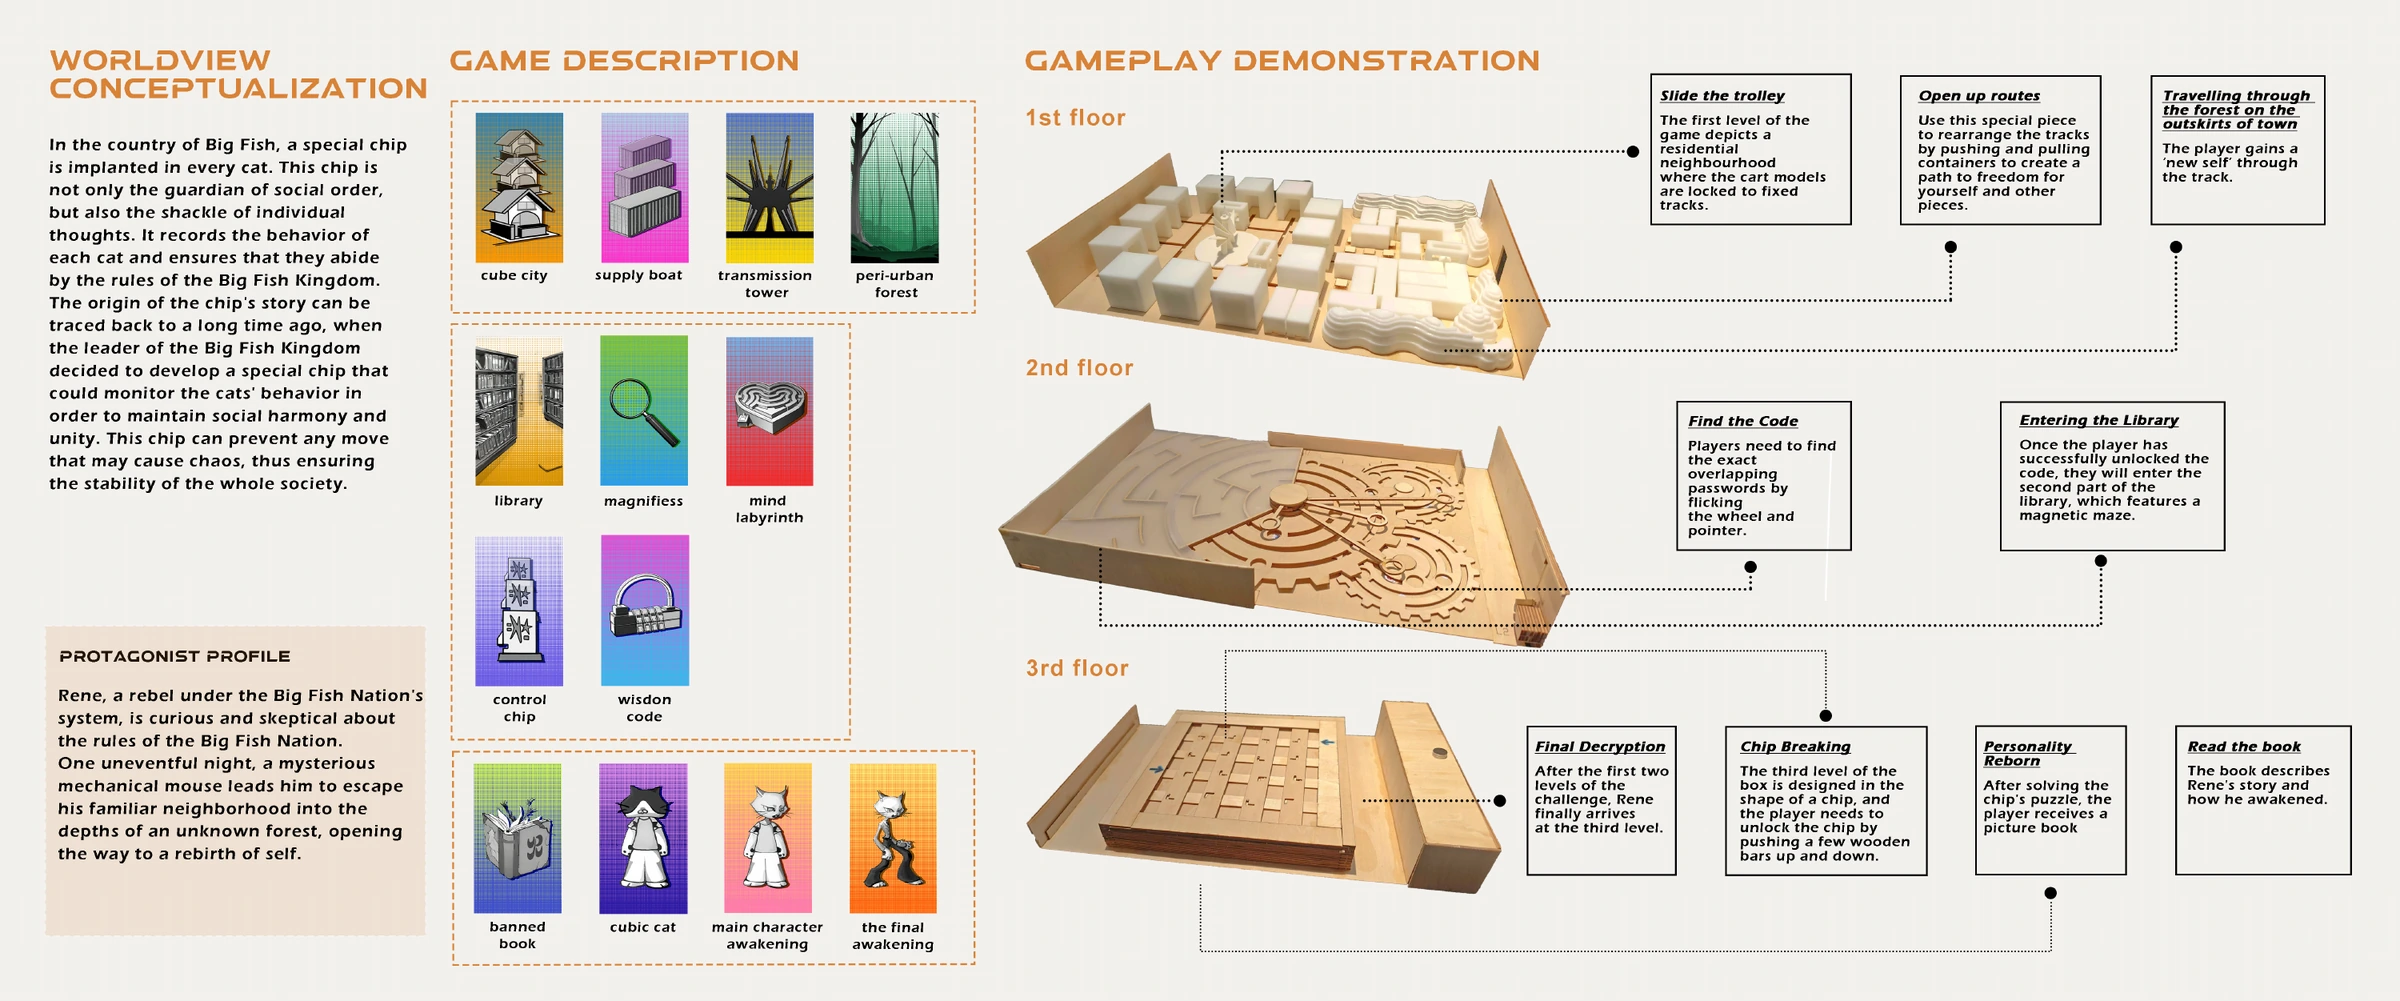 WORLDVIEW
CONCEPTUALIZATION
In the country of Big Fish, a special chip
is implanted in every cat. This chip is
not only the guardian of social order,
but also the shackle of individual
thoughts. It records the behavior of
each cat and ensures that they abide
by the rules of the Big Fish Kingdom.
The origin of the chip's story can be
traced back to a long time ago, when
the leader of the Big Fish Kingdom
decided to develop a special chip that
could monitor the cats' behavior in
order to maintain social harmony and
unity. This chip can prevent any move
that may cause chaos, thus ensuring
the stability of the whole society.
PROTAGONIST PROFILE
Rene, a rebel under the Big Fish Nation's
system, is curious and skeptical about
the rules of the Big Fish Nation.
One uneventful night, a mysterious
mechanical mouse leads him to escape
his familiar neighborhood into the
depths of an unknown forest, opening
the way to a rebirth of self.
GAME DESCRIPTION
cube city
supply boat
transmission
tower
peri-urban
forest
library
magnifiess
mind
labyrinth
control
chip
wisdon
code
banned
book
cubic cat
main character
awakening
the final
awakening
GAMEPLAY DEMONSTRATION
1st floor
Slide the trolley
The first level of the
game depicts a
residential
neighbourhood
where the cart models
are locked to fixed
tracks.
Open up routes
Use this special piece
to rearrange the tracks
by pushing and pulling
containers to create a
path to freedom for
yourself and other
pieces.
Travelling through
the forest on the
outskirts of town
The player gains a
'new self' through
the track.
2nd floor
Find the Code
Players need to find
the exact
overlapping
passwords by
flicking
the wheel and
pointer.
Entering the Library
Once the player has
successfully unlocked the
code, they will enter the
second part of the
library, which features a
magnetic maze.
3rd floor
Final Decryption
After the first two
levels of the
challenge, Rene
finally arrives
at the third level.
Chip Breaking
The third level of the
box is designed in the
shape of a chip, and
the player needs to
unlock the chip by
pushing a few wooden
bars up and down.
Personality
Reborn
After solving the
chip's puzzle, the
player receives a
picture book
Read the book
The book describes
Rene's story and
how he awakened.